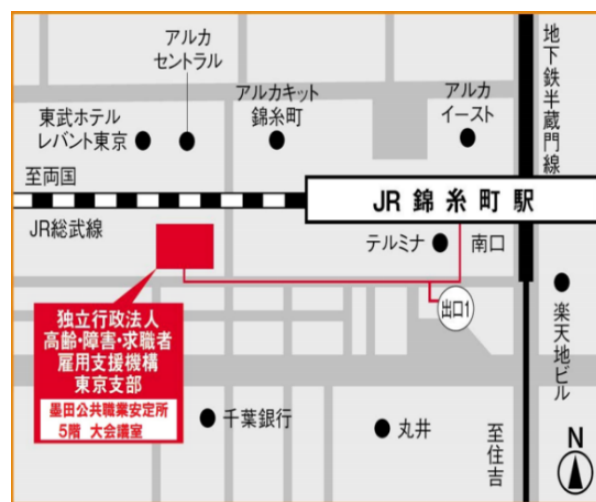 アルカ
セントラル
東武ホテル
レバント東京
アルカキット
錦糸町
アルカ
イースト
地下鉄半蔵門線
至両国
JR錦糸町駅
JR総武線
テルミナ
南口
出口1
楽天地ビル
独立行政法人
高齢・障害・求職者
雇用支援機構
東京支部
墨田公共職業安定所
5階 大会議室
千葉銀行
丸井
至住吉
N